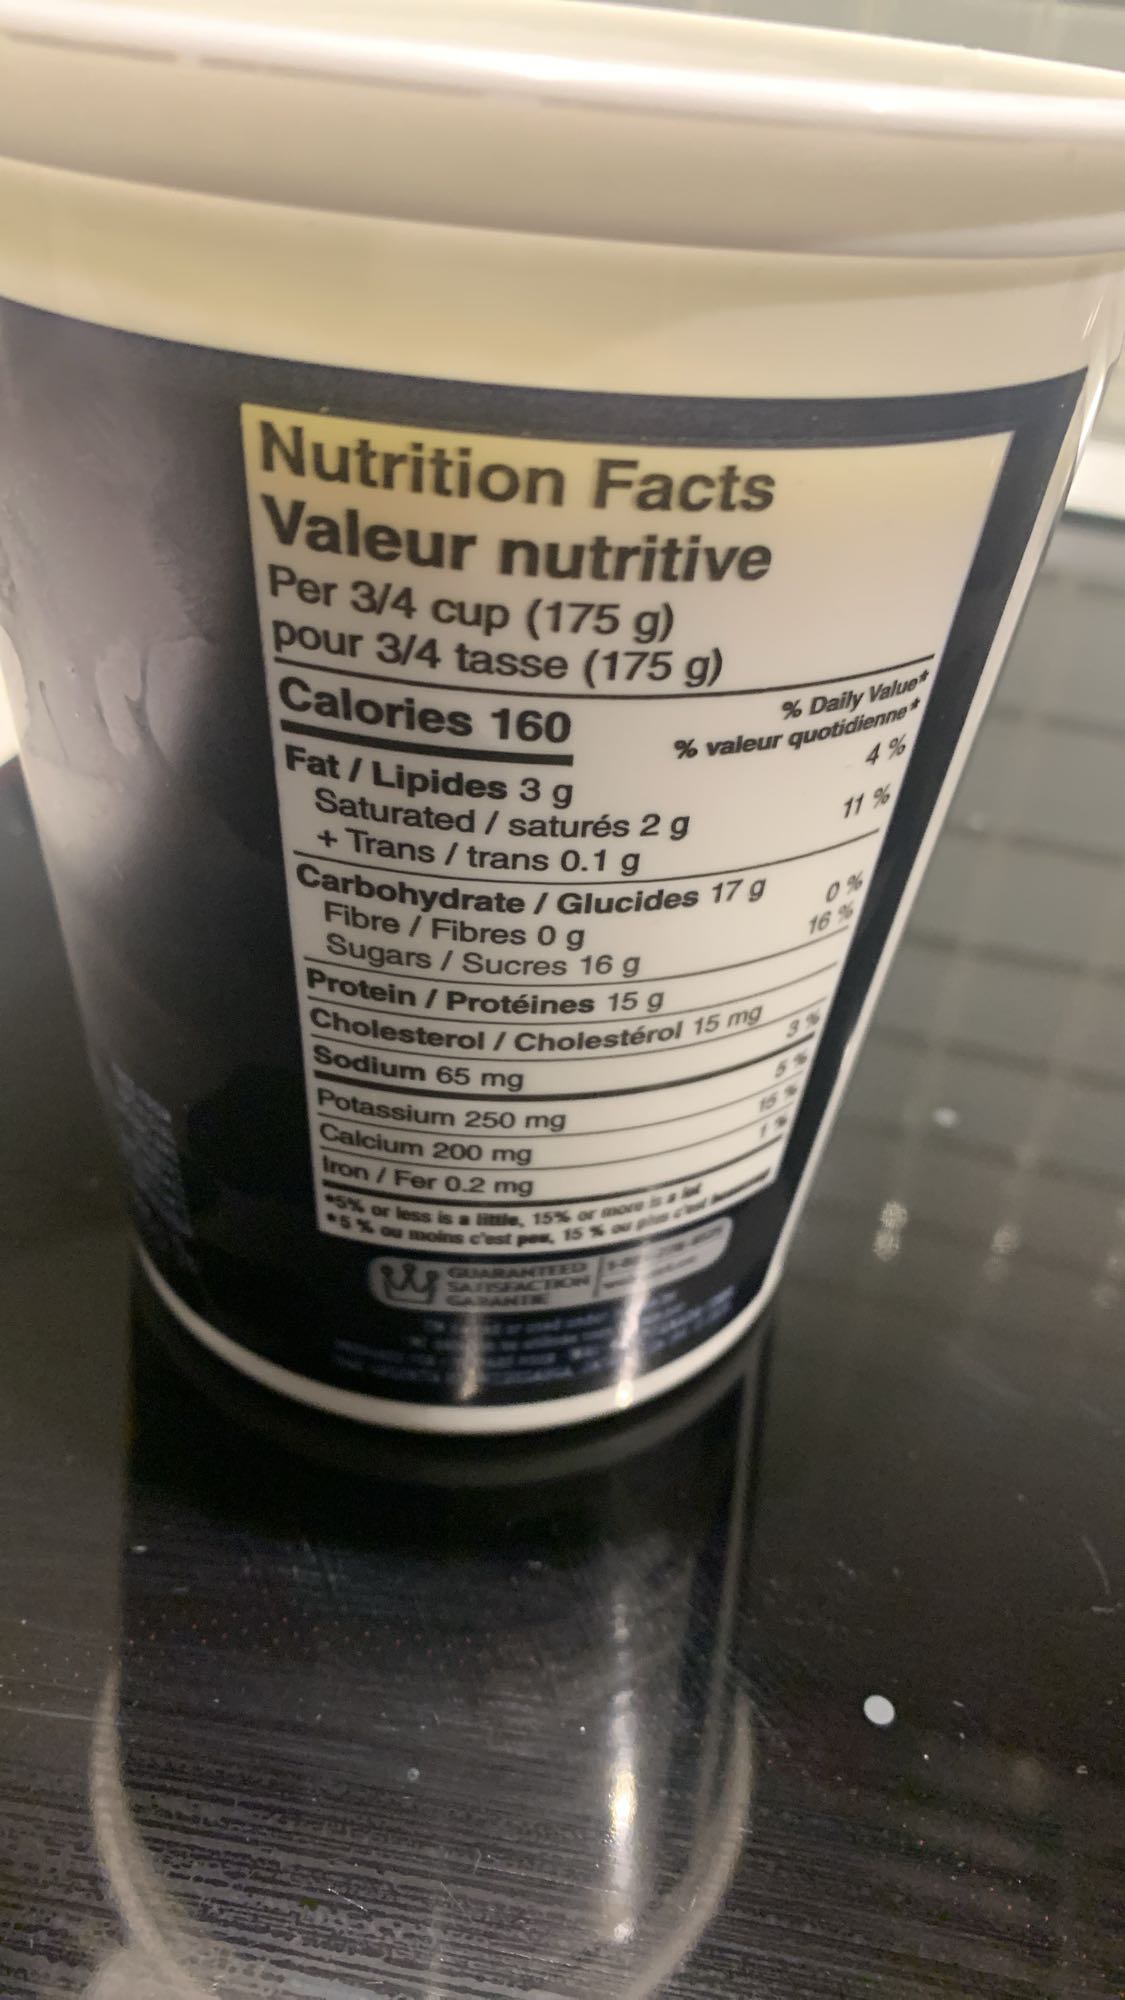 Nutrition Facts
Valeur nutritive
Per 3/4 cup (175 g)
pour 3/4 tasse (175 g)
% Daily Value*
% valeur quotidienne*
Calories 160
Fat / Lipides 3 g 4 %
Saturated / saturés 2 g 11 %
+ Trans / trans 0.1 g
Carbohydrate / Glucides 17 g
Fibre / Fibres 0 g 0 %
Sugars / Sucres 16 g 16 %
Protein / Protéines 15 g
Cholesterol / Cholestérol 15 mg
Sodium 65 mg 3 %
Potassium 250 mg 5 %
Calcium 200 mg 15 %
Iron / Fer 0.2 mg 1 %
*5% or less is a little, 15% or more is a lot
*5 % ou moins c'est peu, 15 % ou plus c'est beaucoup
GUARANTEED
SATISFACTION
GARANTIE